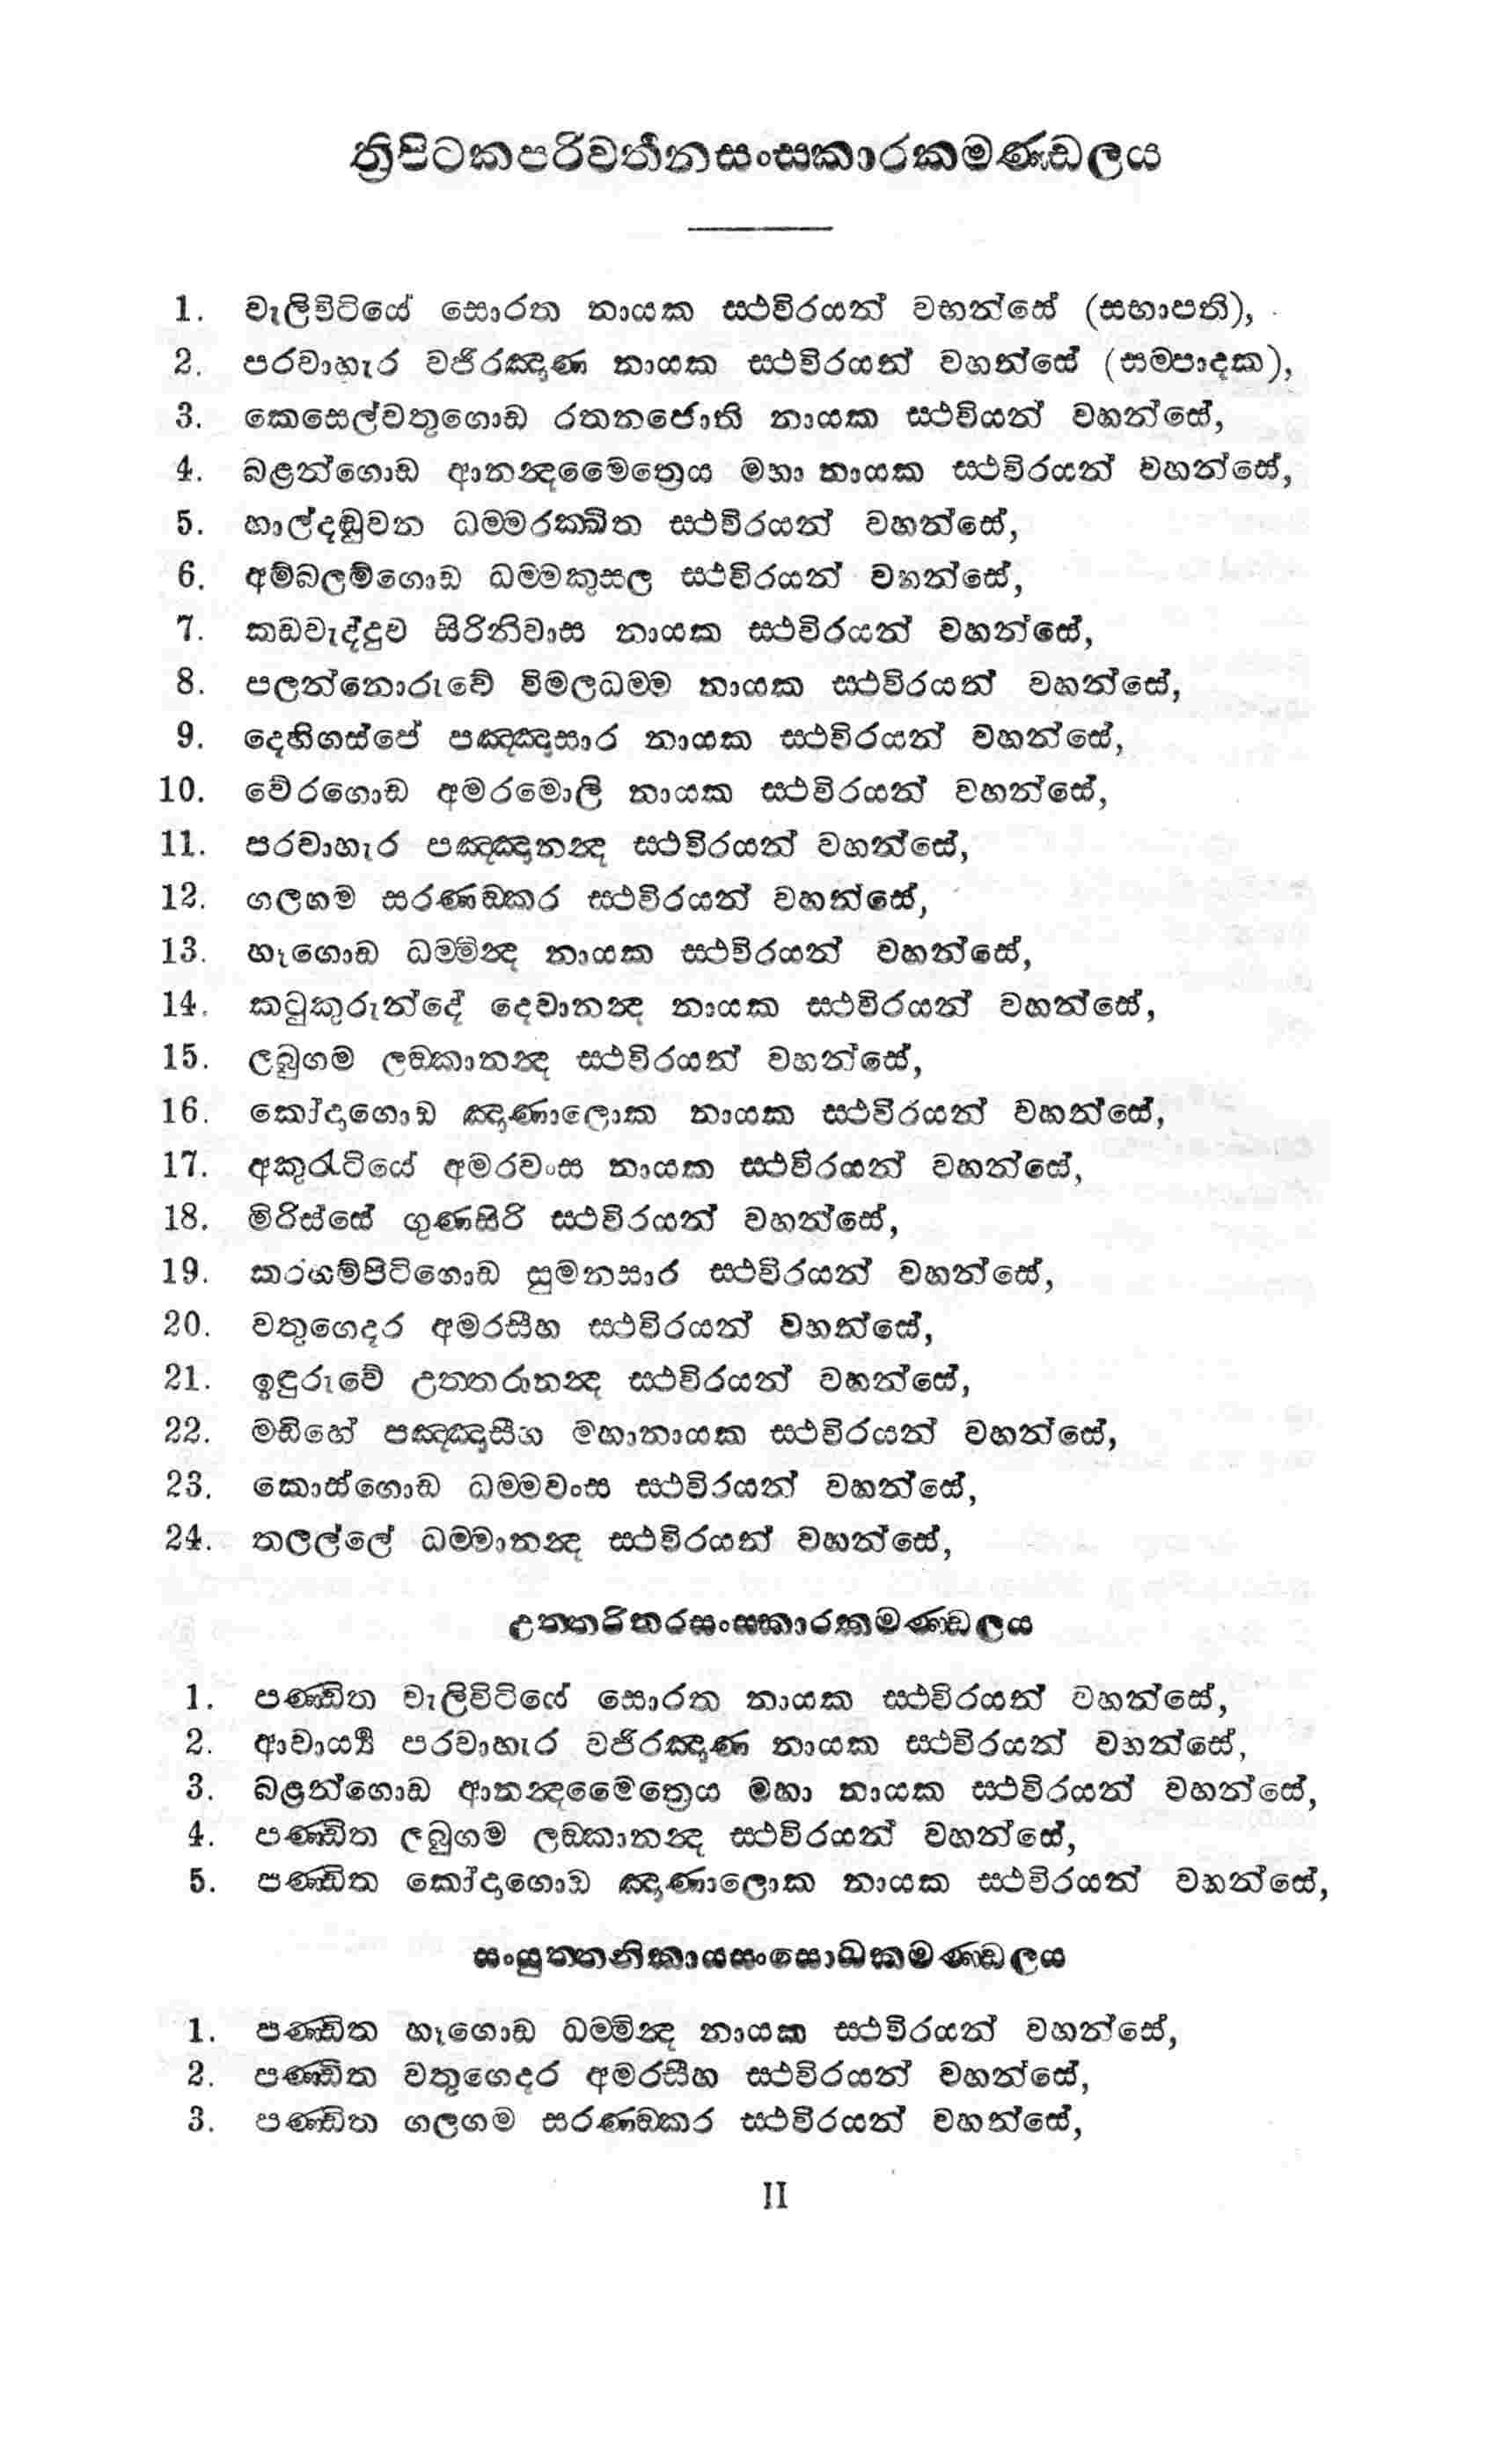 ත්‍රිපිටකපරිවර්තනසංස්කාරකමණ්ඩලය
1. වැලිවිටියේ සොරත නායක ස්ථවිරයන් වහන්සේ (සභාපති),
2. පරවාහැර වජිරඤාණ නායක ස්ථවිරයන් වහන්සේ (සම්පාදක),
3. කෙසෙල්වතුගොඩ රතනජොති නායක ස්ථවියන් වහන්සේ,
4. බළන්ගොඩ ආනන්දමෛත්‍රෙය මහා නායක ස්ථවිරයන් වහන්සේ,
5. හාල්දඬුවන ධම්මරක්ඛිත ස්ථවිරයන් වහන්සේ,
6. අම්බලම්ගොඩ ධම්මකුසල ස්ථවිරයන් වහන්සේ,
7. කඩවැද්දුව සිරිනිවාස නායක ස්ථවිරයන් වහන්සේ,
8. පලන්නොරුවේ විමලධම්ම නායක ස්ථවිරයන් වහන්සේ,
9. දෙහිගස්පේ පඤ්ඤාසාර නායක ස්ථවිරයන් වහන්සේ,
10. වේරගොඩ අමරමොලි නායක ස්ථවිරයන් වහන්සේ,
11. පරවාහැර පඤ්ඤානන්ද ස්ථවිරයන් වහන්සේ,
12. ගලගම සරණඞ්කර ස්ථවිරයන් වහන්සේ,
13. හෑගොඩ ධම්මින්ද නායක ස්ථවිරයන් වහන්සේ,
14. කටුකුරුන්දේ දෙවානන්ද නායක ස්ථවිරයන් වහන්සේ,
15. ලබුගම ලඞ්කානන්ද ස්ථවිරයන් වහන්සේ,
16. කෝදාගොඩ ඤාණාලොක නායක ස්ථවිරයන් වහන්සේ,
17. අකුරැටියේ අමරවංස නායක ස්ථවිරයන් වහන්සේ,
18. මිරිස්සේ ගුණසිරි ස්ථවිරයන් වහන්සේ,
19. කරගම්පිටිගොඩ සුමනසාර ස්ථවිරයන් වහන්සේ,
20. වතුගෙදර අමරසීහ ස්ථවිරයන් වහන්සේ,
21. ඉඳුරුවේ උත්තරානන්ද ස්ථවිරයන් වහන්සේ,
22. මඩිහේ පඤ්ඤාසීහ මහානායක ස්ථවිරයන් වහන්සේ,
23. කොස්ගොඩ ධම්මවංස ස්ථවිරයන් වහන්සේ,
24. තලල්ලේ ධම්මානන්ද ස්ථවිරයන් වහන්සේ,
උත්තරිතරසංස්කාරකමණ්ඩලය
1. පණ්ඩිත වැලිවිටියේ සොරත නායක ස්ථවිරයන් වහන්සේ,
2. ආචාර්ය්‍ය පරවාහැර වජිරඤාණ නායක ස්ථවිරයන් වහන්සේ,
3. බළන්ගොඩ ආනන්දමෛත්‍රෙය මහා නායක ස්ථවිරයන් වහන්සේ,
4. පණ්ඩිත ලබුගම ලඞ්කානන්ද ස්ථවිරයන් වහන්සේ,
5. පණ්ඩිත කෝදාගොඩ ඤාණාලොක නායක ස්ථවිරයන් වහන්සේ,
සංයුත්තනිකායසංසොධකමණ්ඩලය
1. පණ්ඩිත හෑගොඩ ධම්මින්ද නායක ස්ථවිරයන් වහන්සේ,
2. පණ්ඩිත වතුගෙදර අමරසීහ ස්ථවිරයන් වහන්සේ,
3. පණ්ඩිත ගලගම සරණඞ්කර ස්ථවිරයන් වහන්සේ,
II